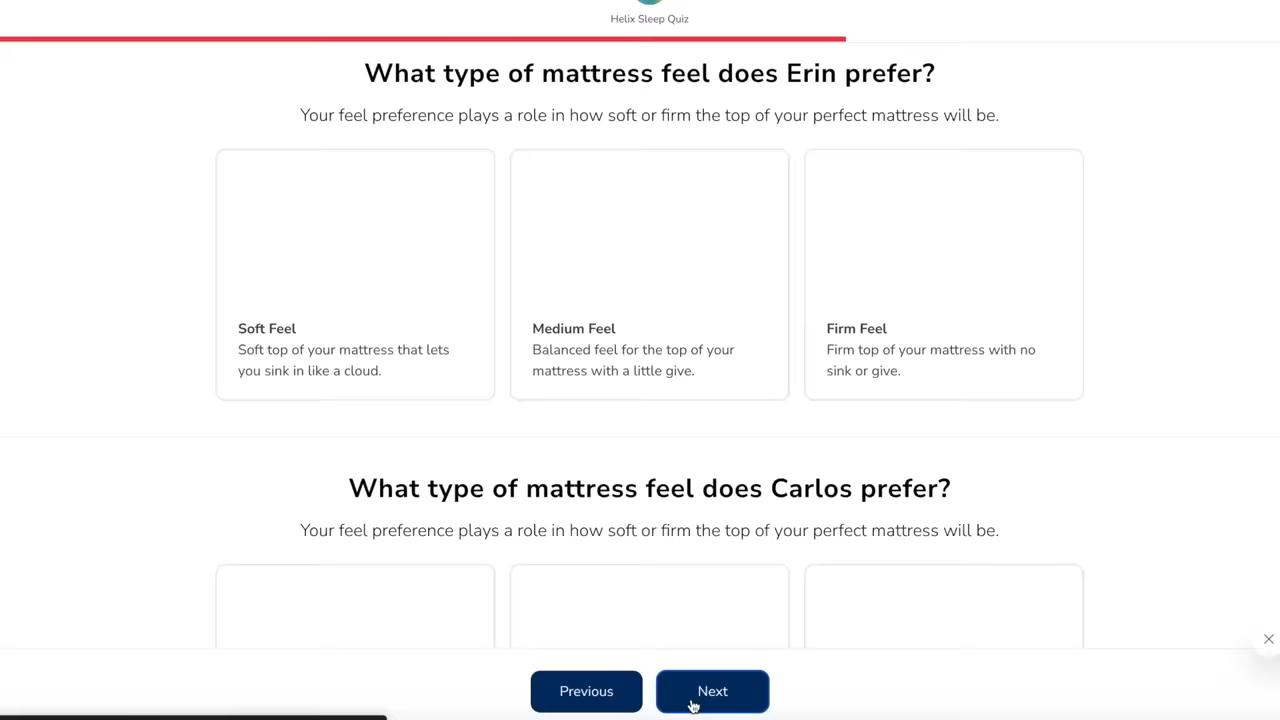 Helix Sleep Quiz
What type of mattress feel does Erin prefer?
Your feel preference plays a role in how soft or firm the top of your perfect mattress will be.
Soft Feel
Soft top of your mattress that lets
you sink in like a cloud.
Medium Feel
Balanced feel for the top of your
mattress with a little give.
Firm Feel
Firm top of your mattress with no
sink or give.
What type of mattress feel does Carlos prefer?
Your feel preference plays a role in how soft or firm the top of your perfect mattress will be.
Previous
Next